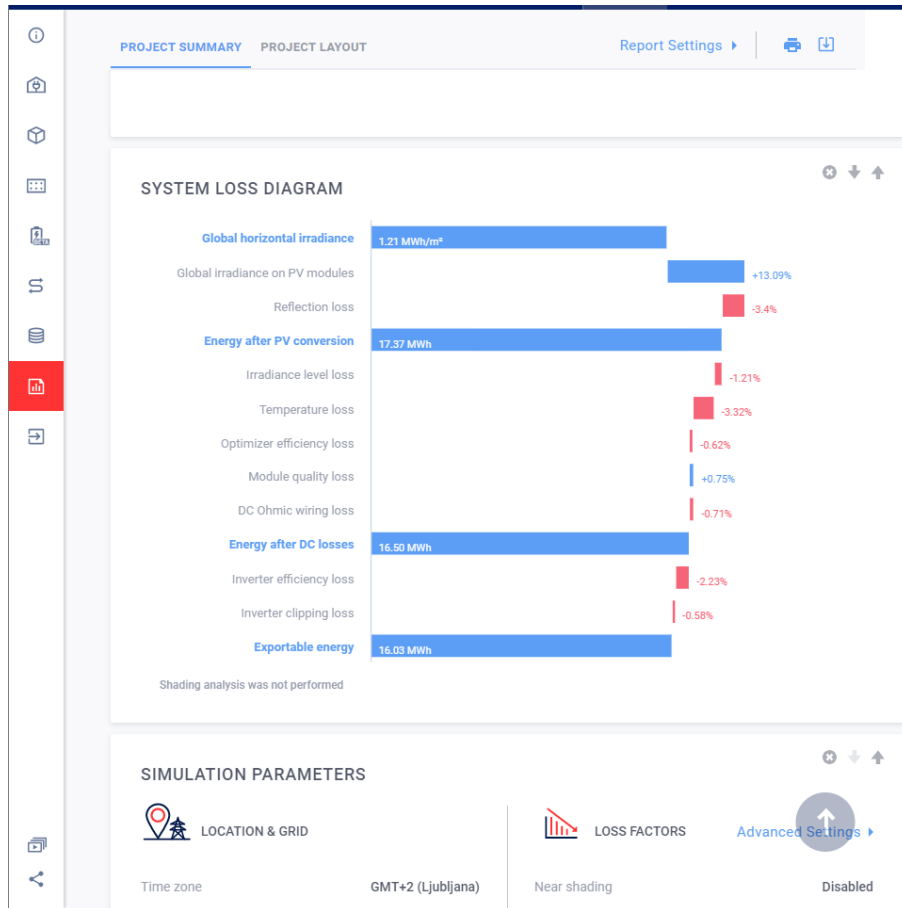 PROJECT SUMMARY PROJECT LAYOUT Report Settings
SYSTEM LOSS DIAGRAM
Global horizontal irradiance 1.21 MWh/m²
Global irradiance on PV modules +13.09%
Reflection loss -3.4%
Energy after PV conversion 17.37 MWh
Irradiance level loss -1.21%
Temperature loss -3.32%
Optimizer efficiency loss -0.62%
Module quality loss +0.75%
DC Ohmic wiring loss -0.71%
Energy after DC losses 16.50 MWh
Inverter efficiency loss -2.23%
Inverter clipping loss -0.58%
Exportable energy 16.03 MWh
Shading analysis was not performed
SIMULATION PARAMETERS
LOCATION & GRID LOSS FACTORS Advanced Settings
Time zone GMT+2 (Ljubljana) Near shading Disabled
BETA